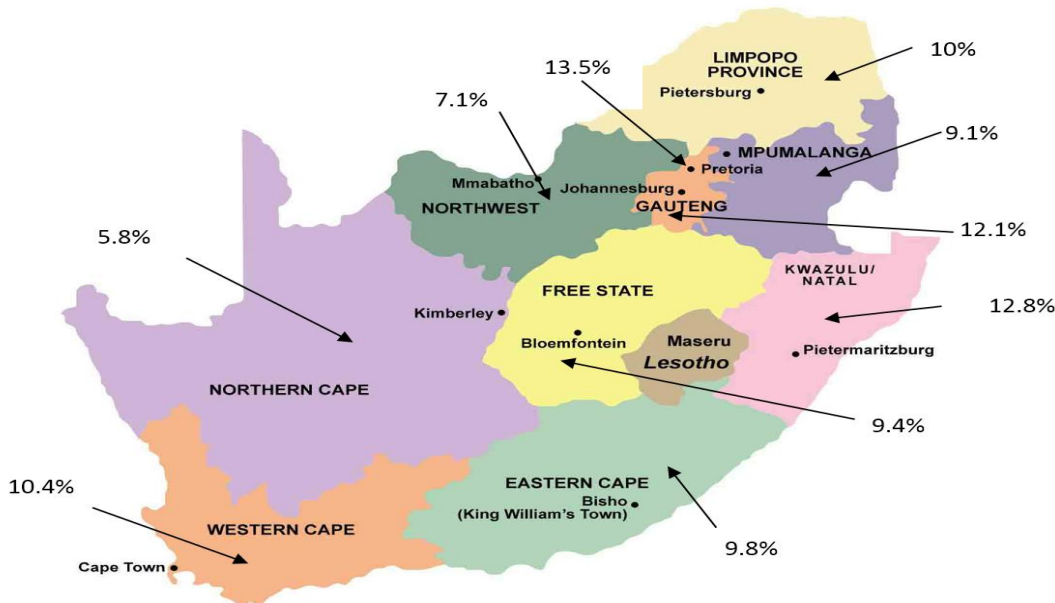 LIMPOPO
PROVINCE
10%
13.5%
Pietersburg
7.1%
9.1%
MPUMALANGA
Pretoria
Mmabatho
Johannesburg
NORTHWEST
GAUTENG
12.1%
5.8%
KWAZULU/
NATAL
FREE STATE
12.8%
Kimberley
Bloemfontein
Maseru
Lesotho
Pietermaritzburg
NORTHERN CAPE
9.4%
10.4%
EASTERN CAPE
Bisho
(King William's Town)
WESTERN CAPE
9.8%
Cape Town